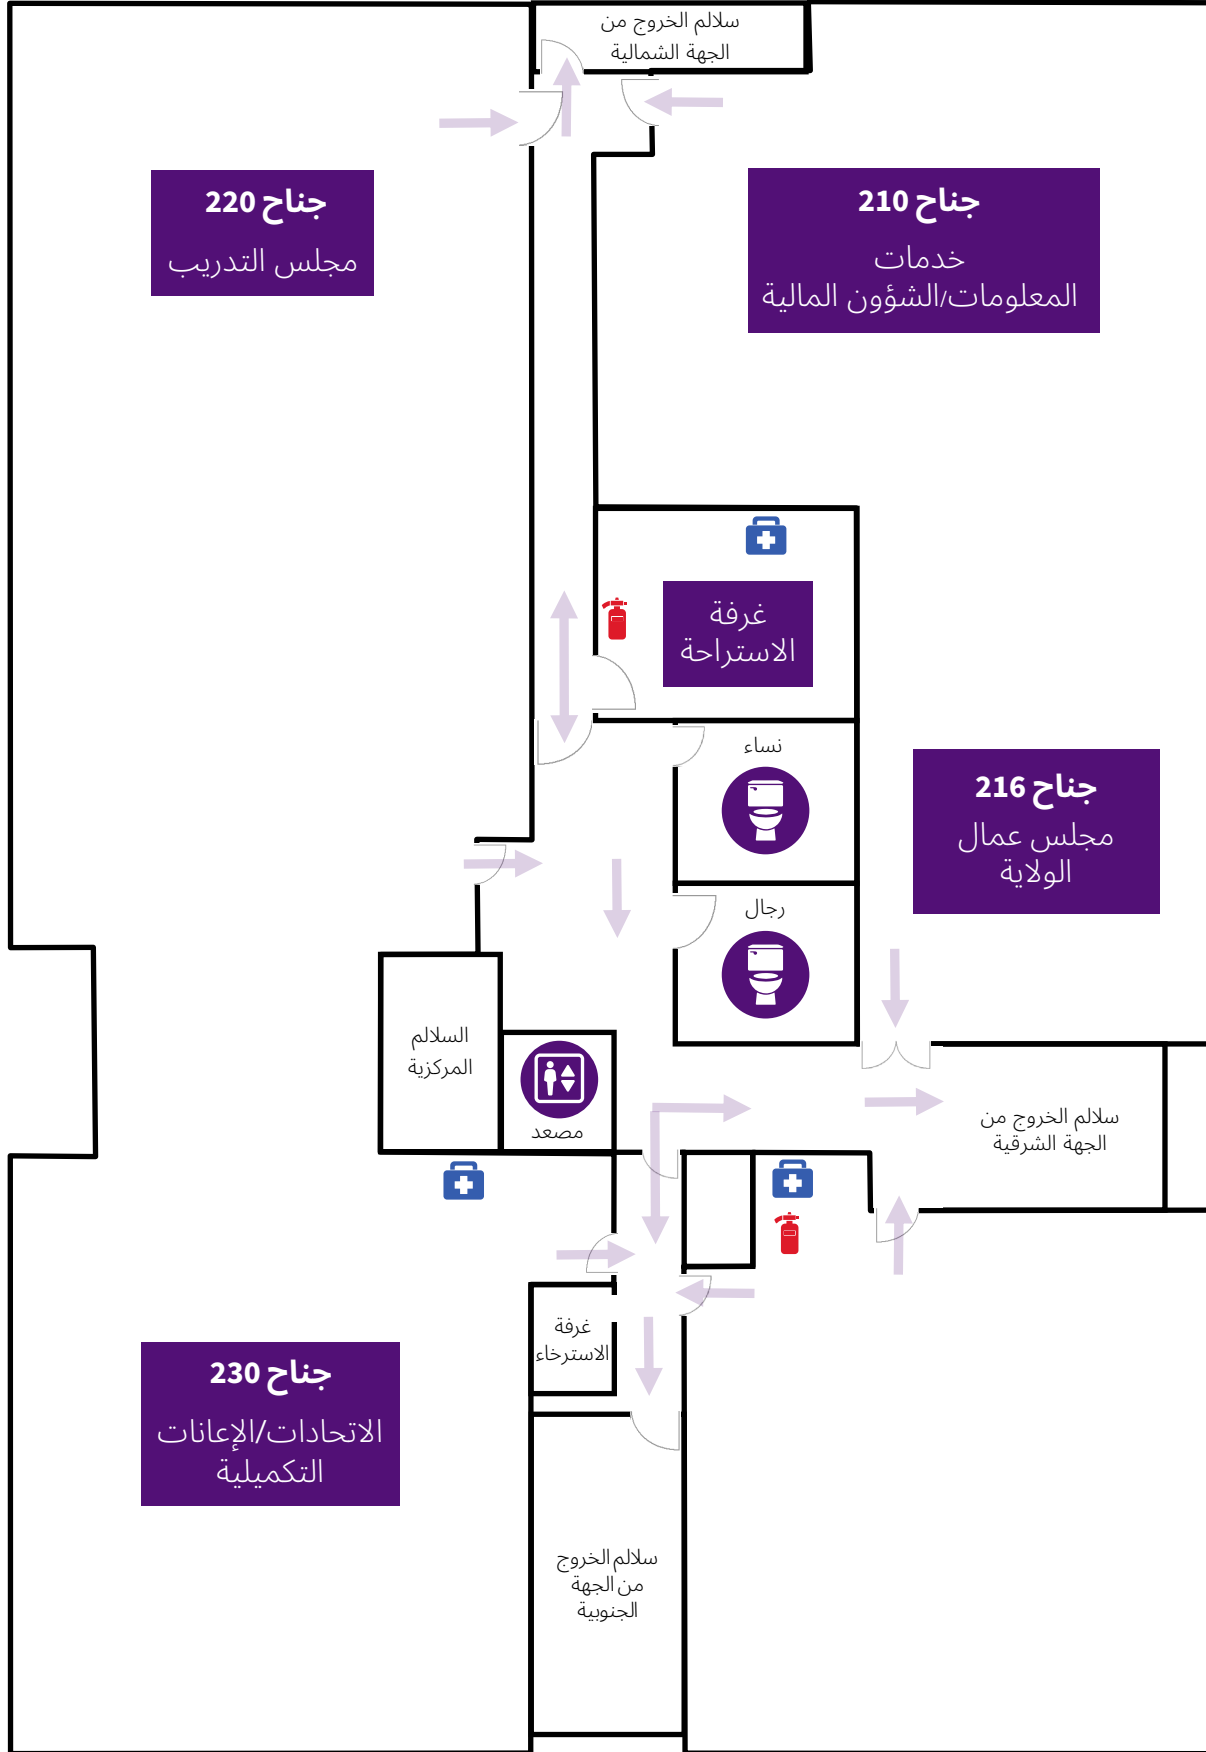 سلالم الخروج من
الجهة الشمالية
جناح 210
خدمات
المعلومات/الشؤون المالية
جناح 220
مجلس التدريب
غرفة
الاستراحة
نساء
جناح 216
مجلس عمال
الولاية
رجال
السلالم
المركزية
مصعد
سلالم الخروج من
الجهة الشرقية
غرفة
الاسترخاء
جناح 230
الاتحادات/الإعانات
التكميلية
سلالم الخروج
من الجهة
الجنوبية